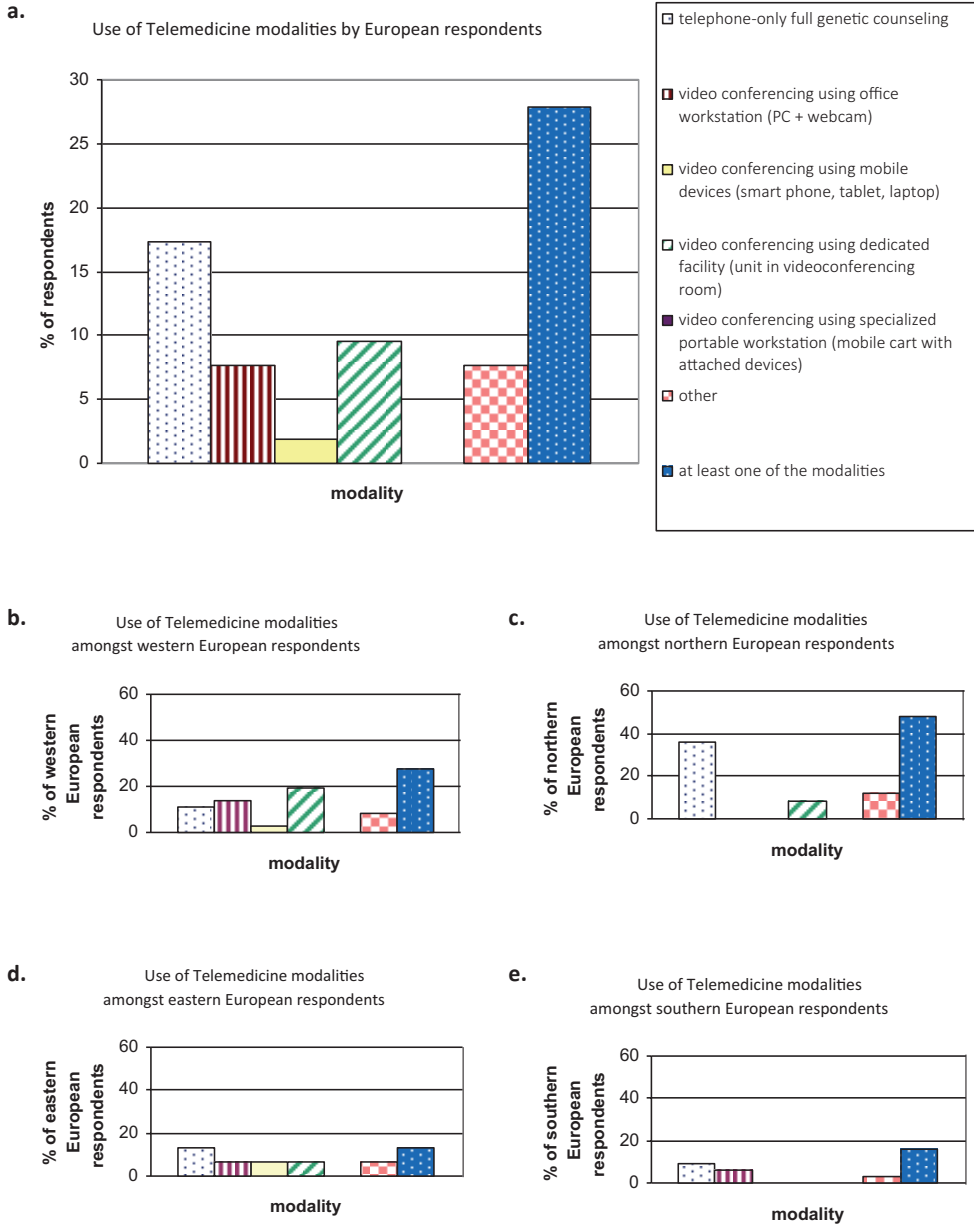 a.
Use of Telemedicine modalities by European respondents
30
25
20
15
10
5
0
% of respondents
modality
telephone-only full genetic counseling
video conferencing using office
workstation (PC + webcam)
video conferencing using mobile
devices (smart phone, tablet, laptop)
video conferencing using dedicated
facility (unit in videoconferencing
room)
video conferencing using specialized
portable workstation (mobile cart with
attached devices)
other
at least one of the modalities
b.
Use of Telemedicine modalities
amongst western European respondents
60
40
20
0
% of western
European
respondents
modality
c.
Use of Telemedicine modalities
amongst northern European respondents
60
40
20
0
% of northern
European
respondents
modality
d.
Use of Telemedicine modalities
amongst eastern European respondents
60
40
20
0
% of eastern
European
respondents
modality
e.
Use of Telemedicine modalities
amongst southern European respondents
60
40
20
0
% of southern
European
respondents
modality